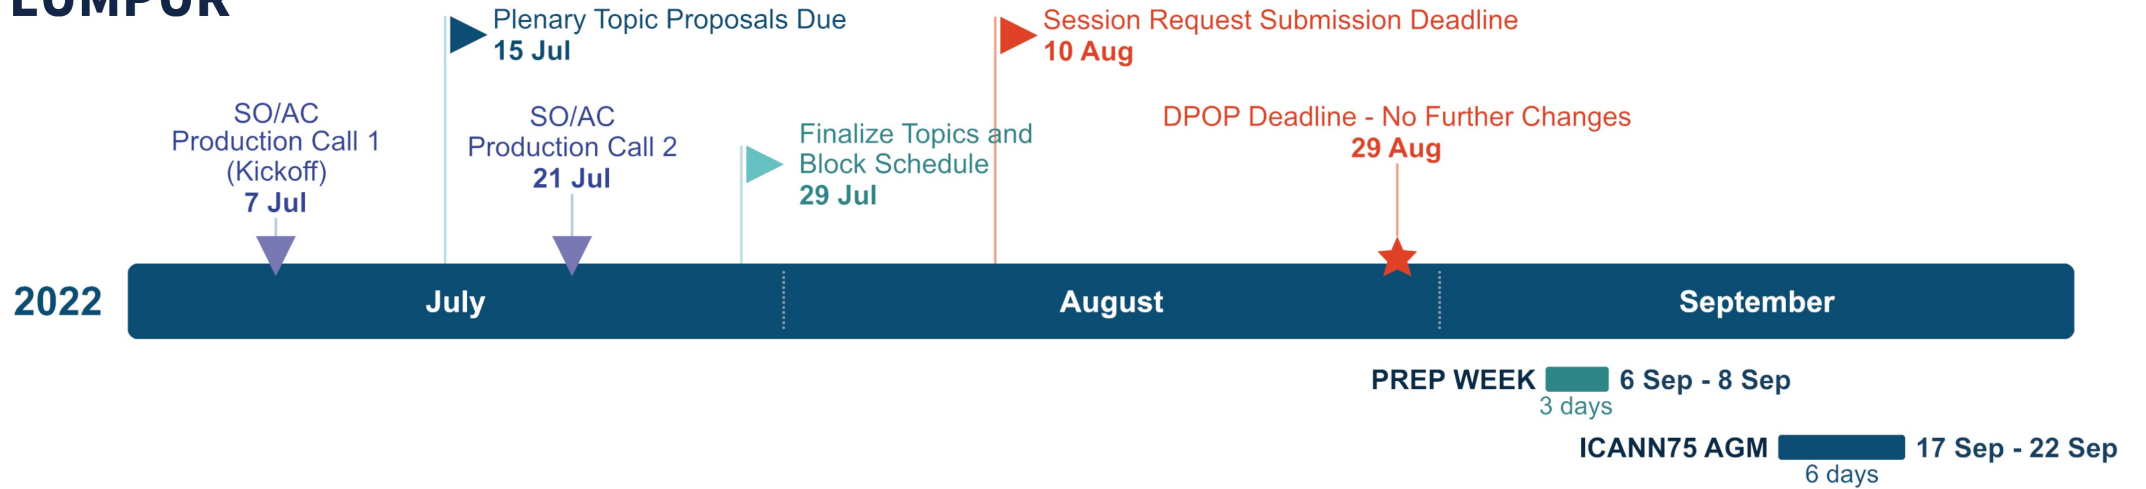 LUMPUR
Plenary Topic Proposals Due
15 Jul
Session Request Submission Deadline
10 Aug
SO/AC
Production Call 1
(Kickoff)
7 Jul
SO/AC
Production Call 2
21 Jul
Finalize Topics and
Block Schedule
29 Jul
DPOP Deadline - No Further Changes
29 Aug
2022
July
August
September
PREP WEEK
6 Sep - 8 Sep
3 days
ICANN75 AGM
17 Sep - 22 Sep
6 days